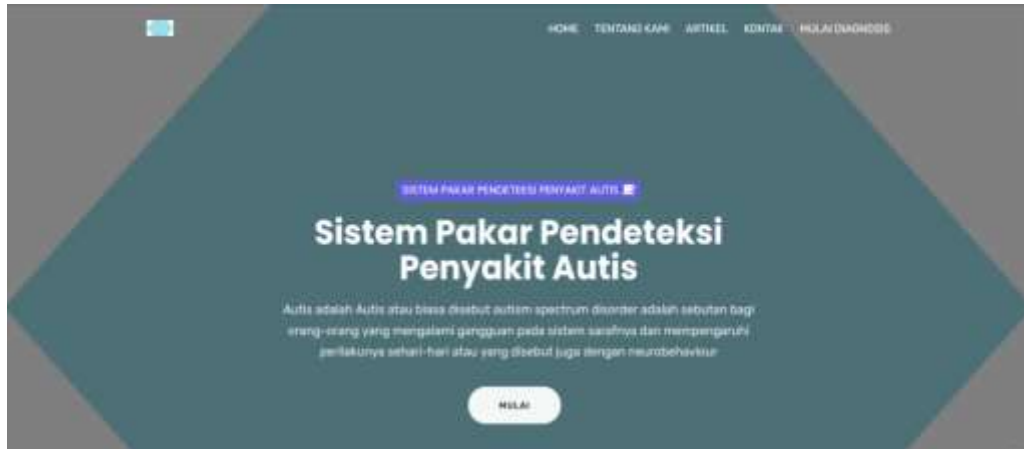 HOME TENTANG KAMI ARTIKEL KONTAK MULAI DIAGNOSIS
SISTEM PAKAR PENDETEKSI PENYAKIT AUTIS
Sistem Pakar Pendeteksi
Penyakit Autis
Autis adalah Autis atau biasa disebut autism spectrum disorder adalah sebutan bagi
orang-orang yang mengalami gangguan pada sistem sarafnya dan mempengaruhi
perilakunya sehari-hari atau yang disebut juga dengan neurobehaviour
MULAI